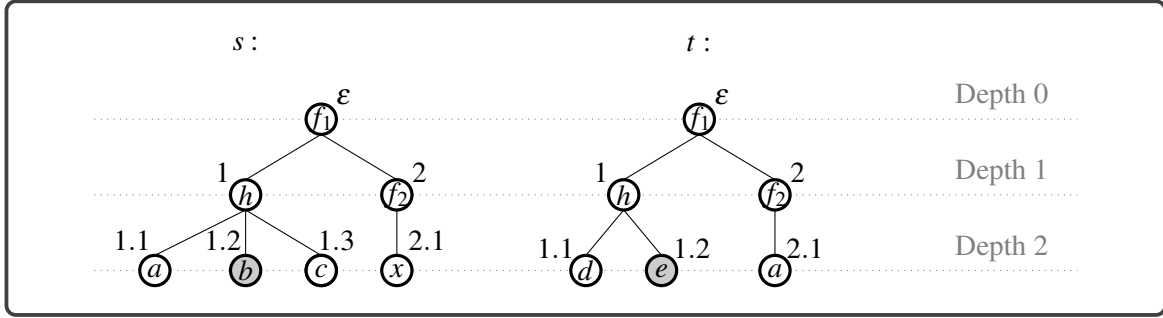 s : t :
ε ε Depth 0
f₁ f₁
1 2 1 2 Depth 1
h f₂ h f₂
1.1 1.2 1.3 2.1 1.1 1.2 2.1 Depth 2
a b c x d e a